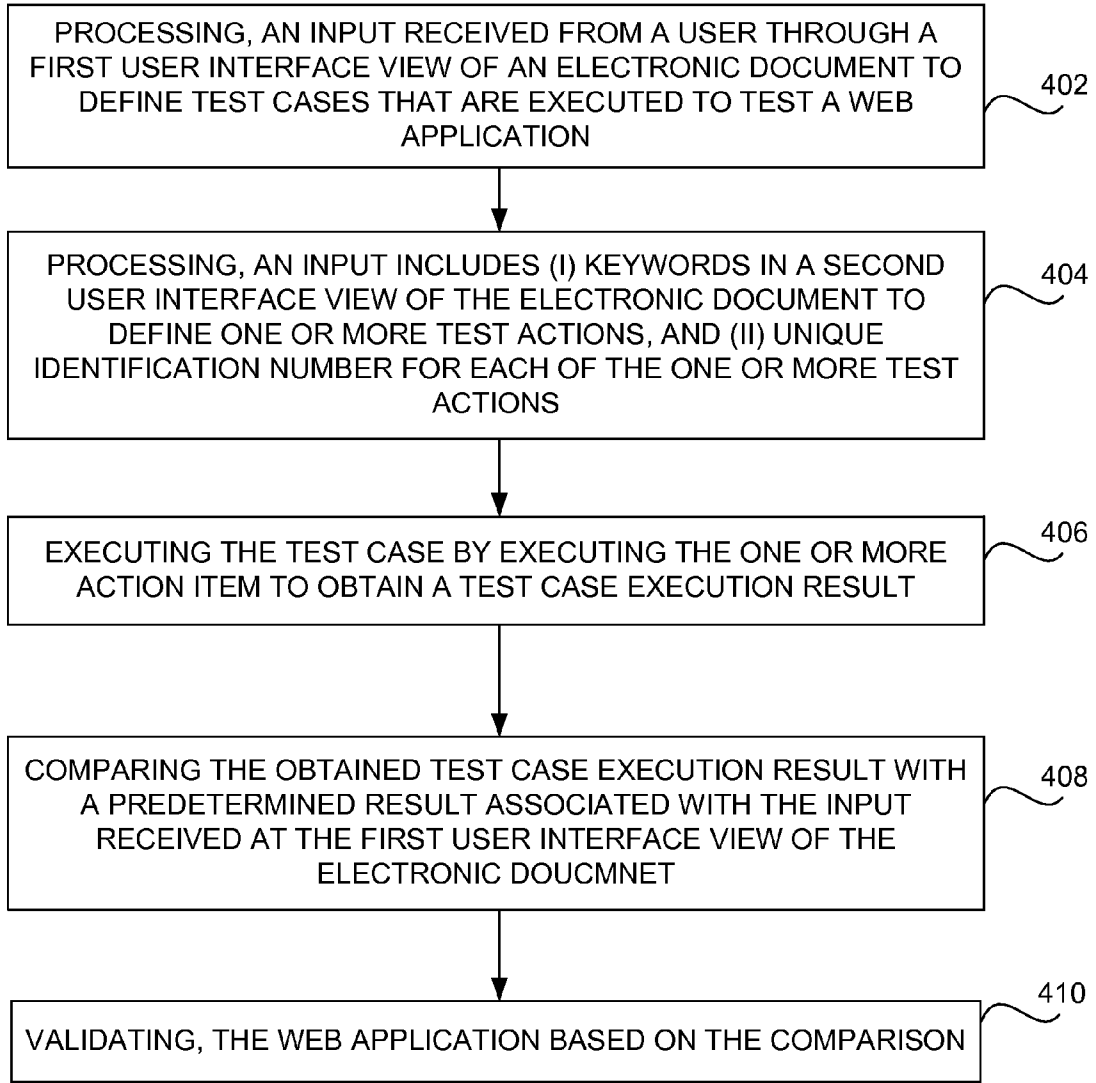 PROCESSING, AN INPUT RECEIVED FROM A USER THROUGH A
FIRST USER INTERFACE VIEW OF AN ELECTRONIC DOCUMENT TO
DEFINE TEST CASES THAT ARE EXECUTED TO TEST A WEB
APPLICATION
402
PROCESSING, AN INPUT INCLUDES (I) KEYWORDS IN A SECOND
USER INTERFACE VIEW OF THE ELECTRONIC DOCUMENT TO
DEFINE ONE OR MORE TEST ACTIONS, AND (II) UNIQUE
IDENTIFICATION NUMBER FOR EACH OF THE ONE OR MORE TEST
ACTIONS
404
EXECUTING THE TEST CASE BY EXECUTING THE ONE OR MORE
ACTION ITEM TO OBTAIN A TEST CASE EXECUTION RESULT
406
COMPARING THE OBTAINED TEST CASE EXECUTION RESULT WITH
A PREDETERMINED RESULT ASSOCIATED WITH THE INPUT
RECEIVED AT THE FIRST USER INTERFACE VIEW OF THE
ELECTRONIC DOUCMNET
408
VALIDATING, THE WEB APPLICATION BASED ON THE COMPARISON
410